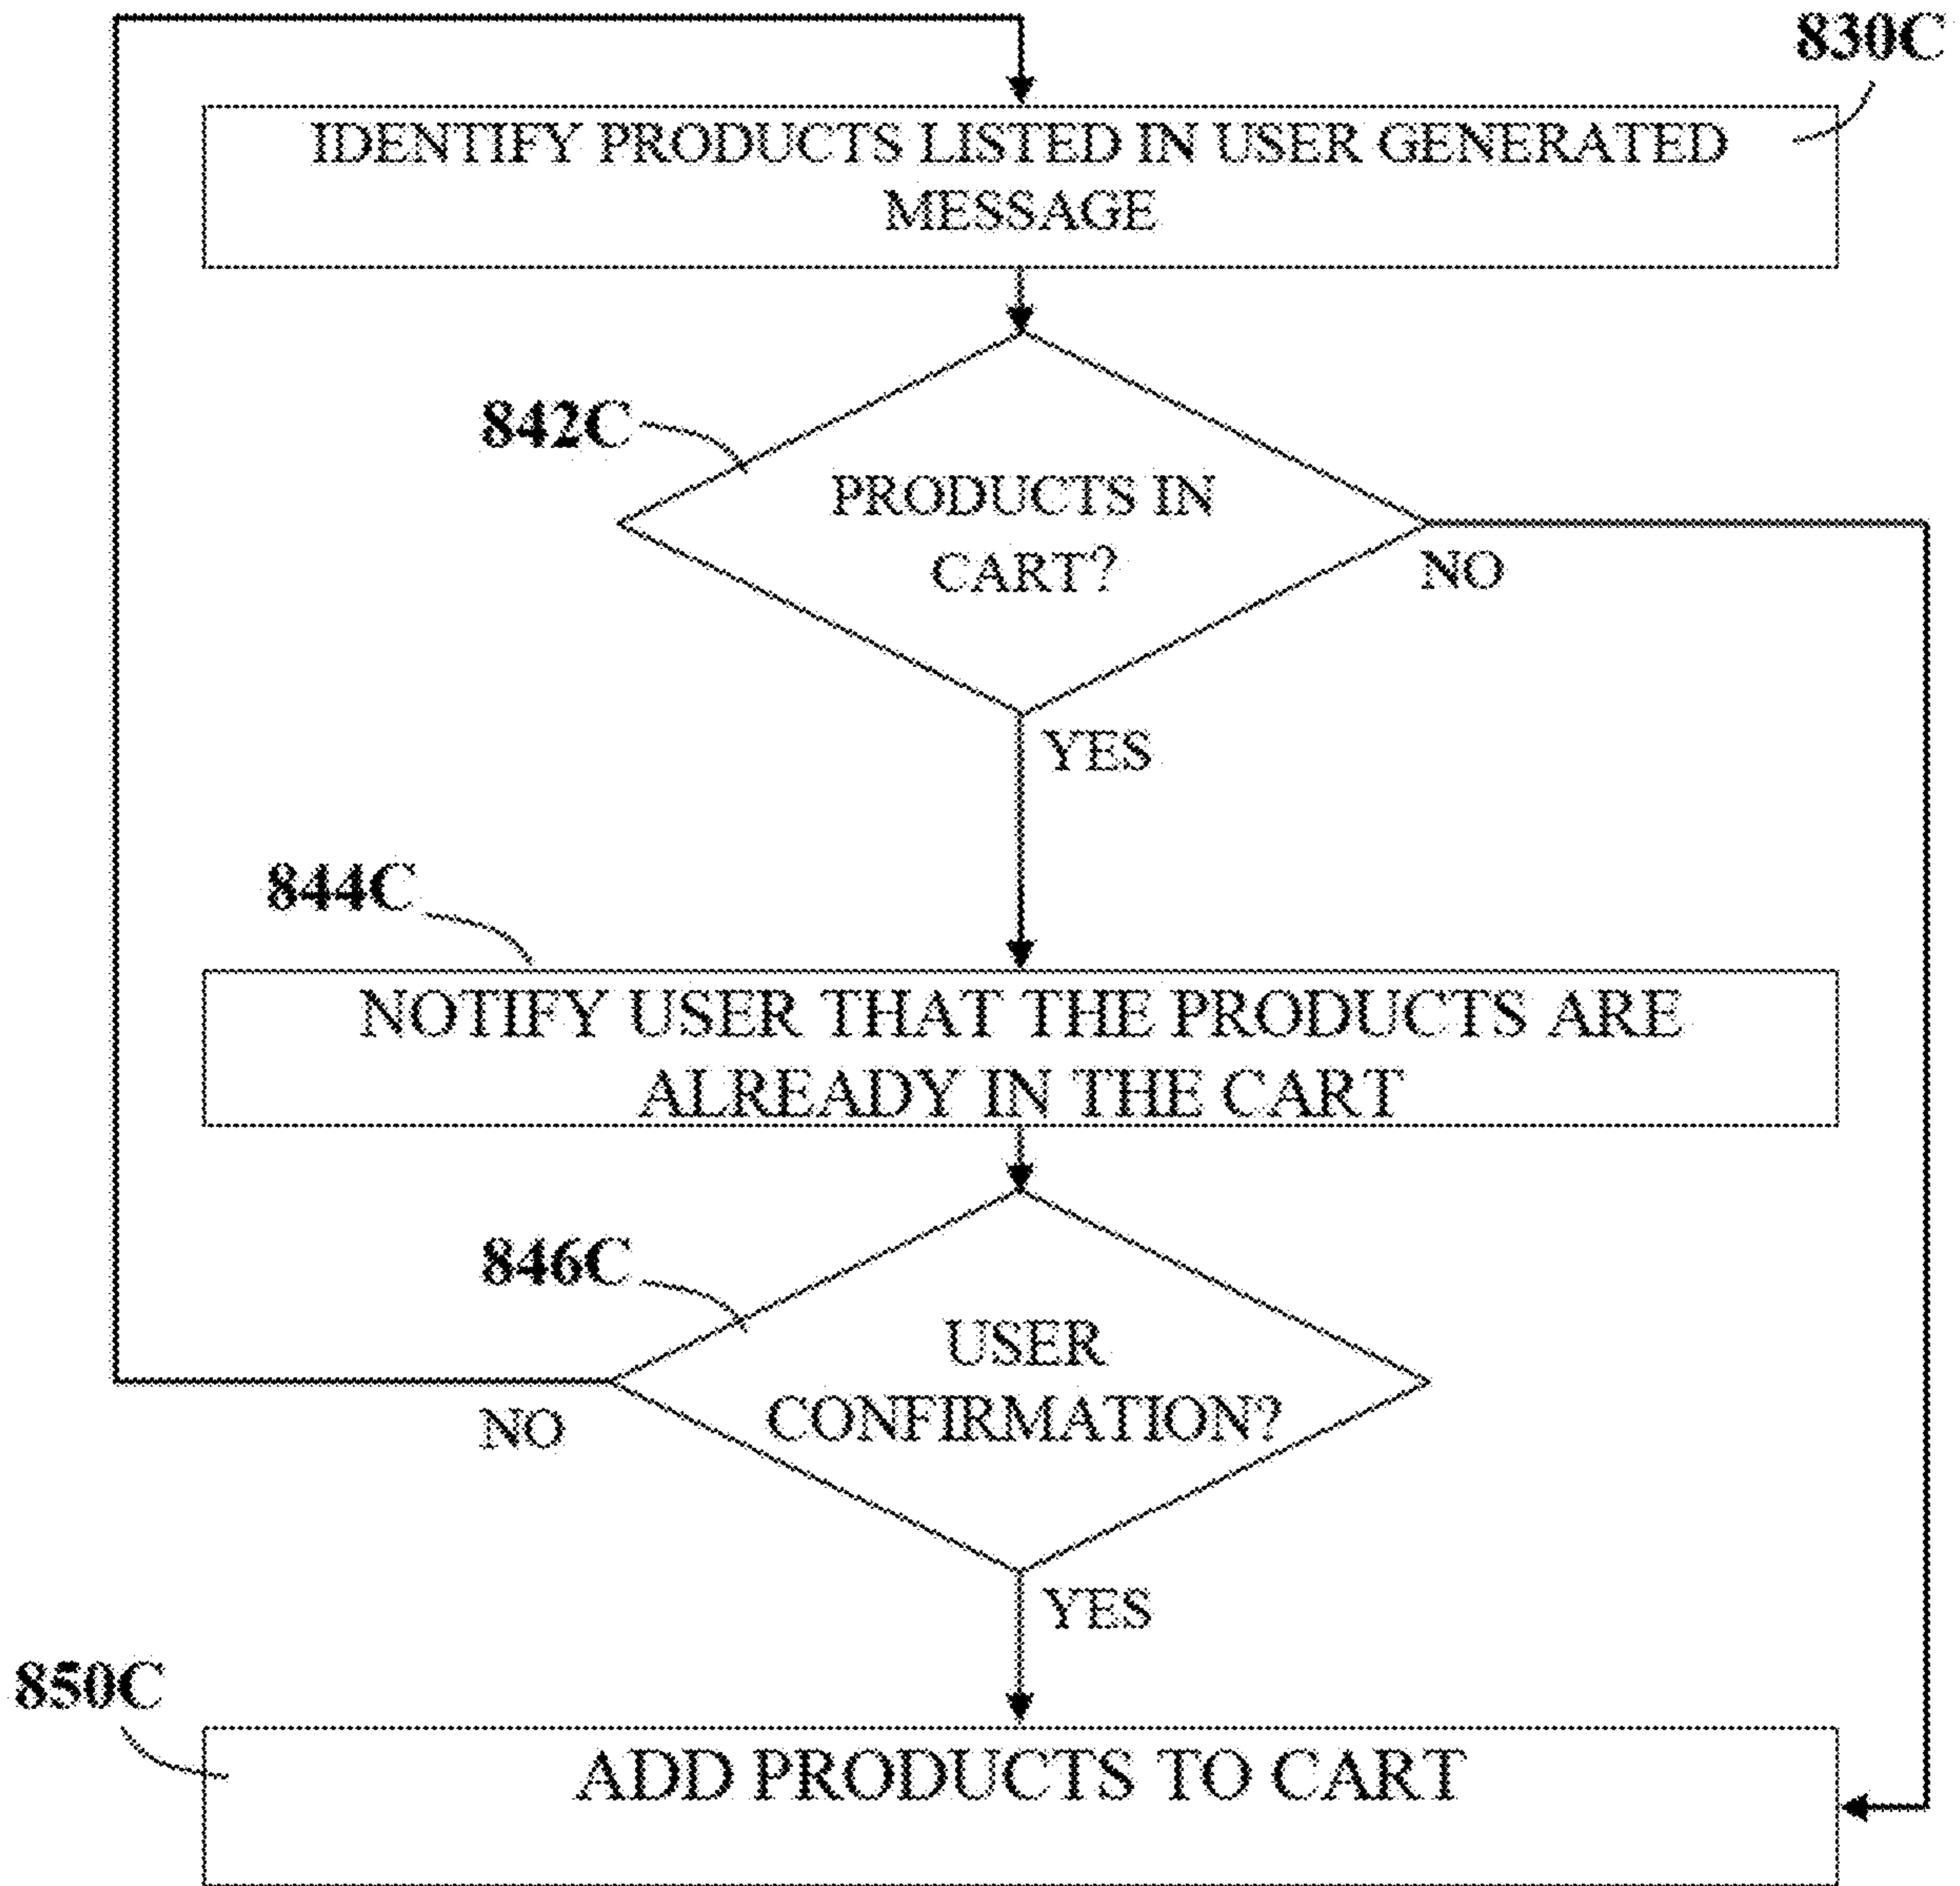 830C
IDENTIFY PRODUCTS LISTED IN USER GENERATED
MESSAGE
842C
PRODUCTS IN
CART?
NO
YES
844C
NOTIFY USER THAT THE PRODUCTS ARE
ALREADY IN THE CART
846C
USER
CONFIRMATION?
NO
YES
850C
ADD PRODUCTS TO CART